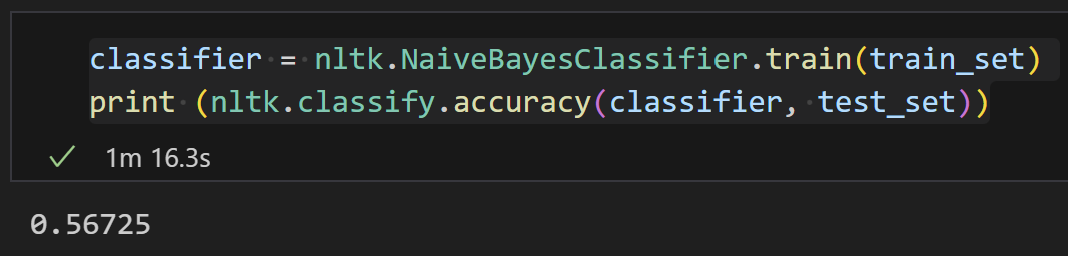 classifier = nltk.NaiveBayesClassifier.train(train_set)
print (nltk.classify.accuracy(classifier, test_set))
1m 16.3s
0.56725